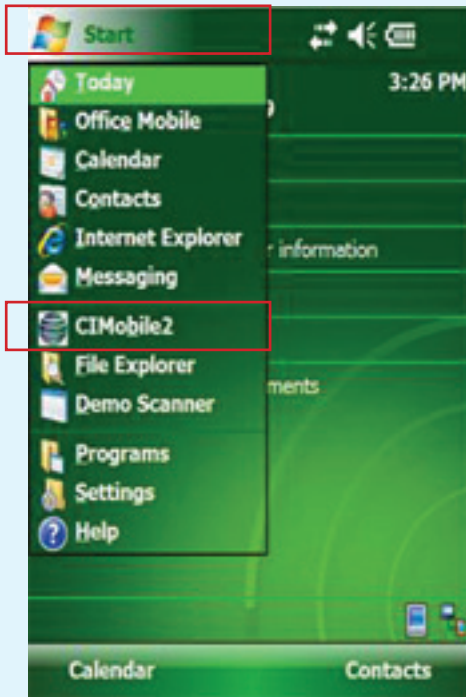 Start
Today
3:26 PM
Office Mobile
Calendar
Contacts
Internet Explorer
information
Messaging
CIMobile2
File Explorer
ments
Demo Scanner
Programs
Settings
Help
Calendar Contacts